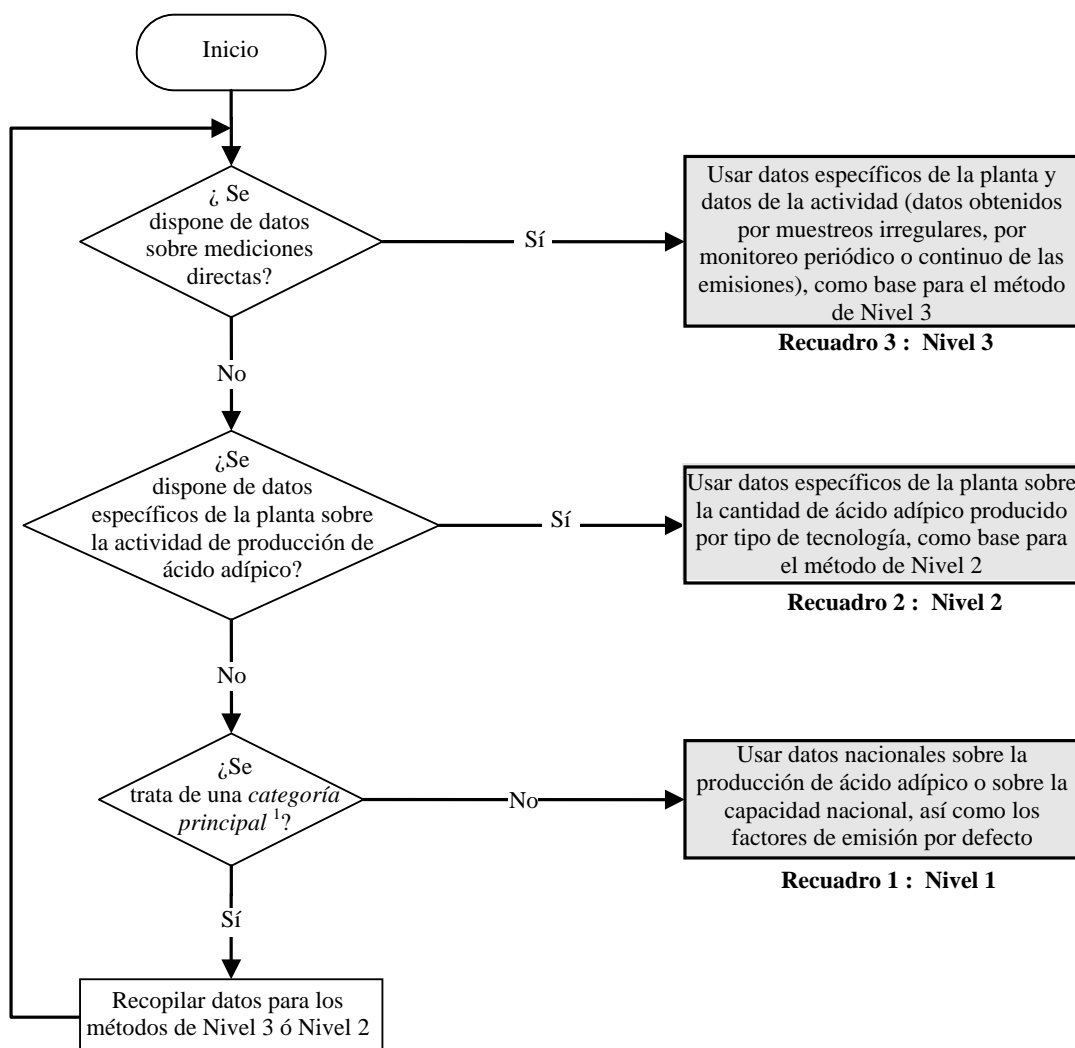 Inicio
¿ Se
dispone de datos
sobre mediciones
directas?
Sí
Usar datos específicos de la planta y
datos de la actividad (datos obtenidos
por muestreos irregulares, por
monitoreo periódico o continuo de las
emisiones), como base para el método
de Nivel 3
Recuadro 3 : Nivel 3
No
¿Se
dispone de datos
específicos de la planta sobre
la actividad de producción de
ácido adípico?
Sí
Usar datos específicos de la planta sobre
la cantidad de ácido adípico producido
por tipo de tecnología, como base para
el método de Nivel 2
Recuadro 2 : Nivel 2
No
¿Se
trata de una categoría
principal ¹?
No
Usar datos nacionales sobre la
producción de ácido adípico o sobre la
capacidad nacional, así como los
factores de emisión por defecto
Recuadro 1 : Nivel 1
Sí
Recopilar datos para los
métodos de Nivel 3 ó Nivel 2